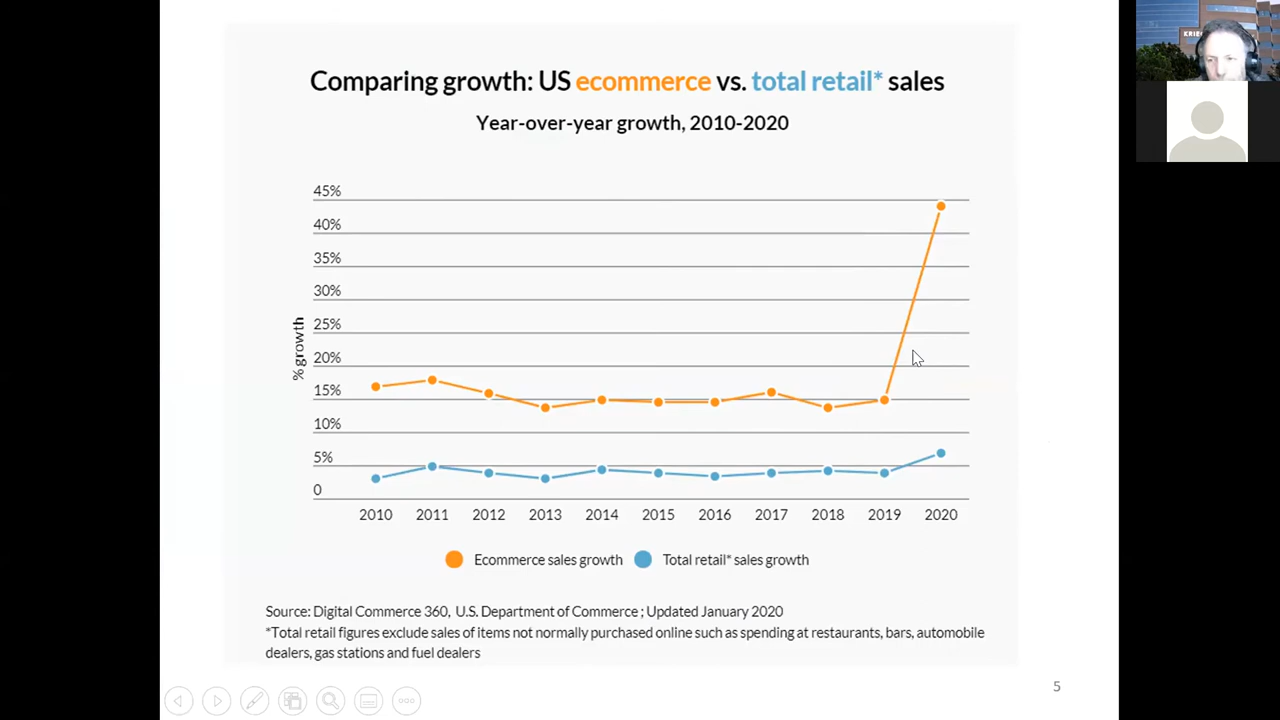 Comparing growth: US ecommerce vs. total retail* sales
Year-over-year growth, 2010-2020
45%
40%
35%
30%
25%
20%
15%
10%
5%
0
% growth
2010 2011 2012 2013 2014 2015 2016 2017 2018 2019 2020
Ecommerce sales growth Total retail* sales growth
Source: Digital Commerce 360, U.S. Department of Commerce ; Updated January 2020
*Total retail figures exclude sales of items not normally purchased online such as spending at restaurants, bars, automobile
dealers, gas stations and fuel dealers
5